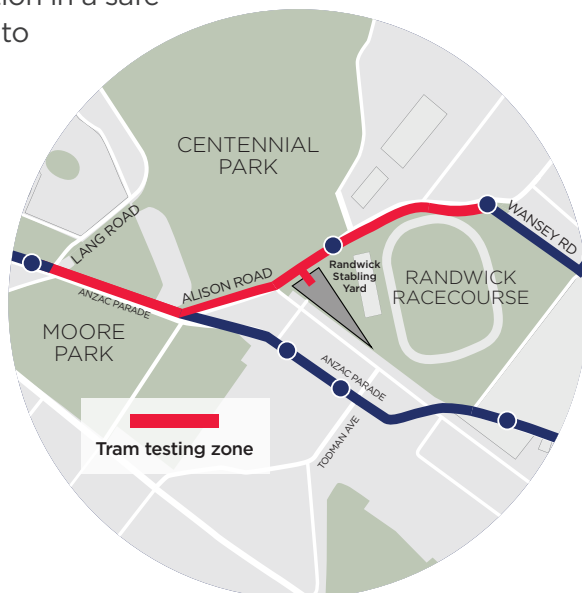 tion in a safe
to
CENTENNIAL
PARK
LANG ROAD
WANSEY RD
ALISON ROAD
Randwick
Stabling
Yard
RANDWICK
RACECOURSE
ANZAC PARADE
MOORE
PARK
ANZAC PARADE
TODMAN AVE
Tram testing zone